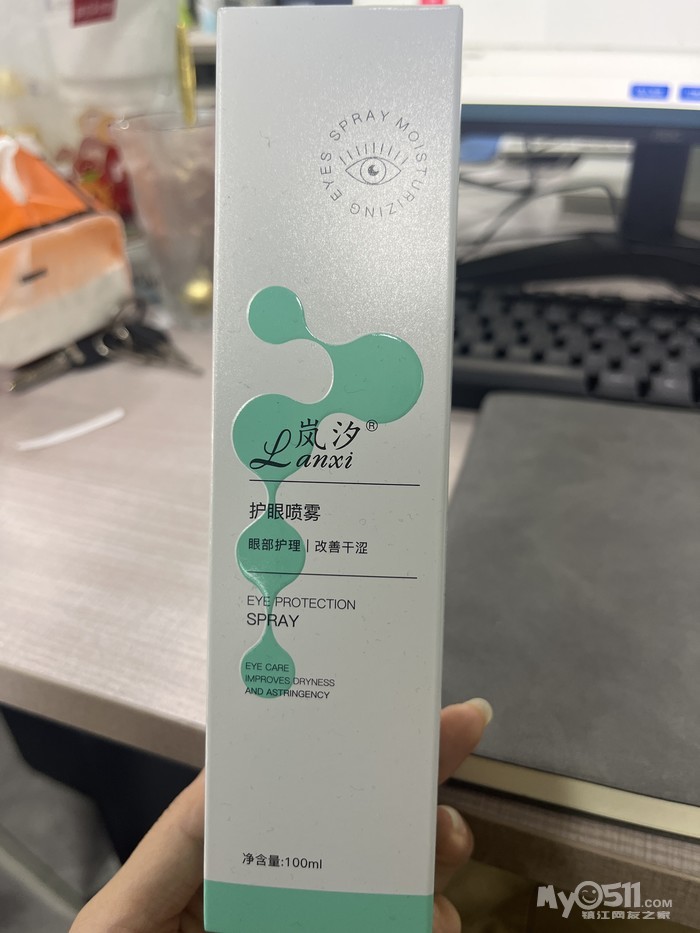 EYES SPRAY MOISTURIZING
岚汐®
Lanxi
护眼喷雾
眼部护理 | 改善干涩
EYE PROTECTION
SPRAY
EYE CARE
IMPROVES DRYNESS
AND ASTRINGENCY
净含量:100ml
My0511.COM
镇江网友之家